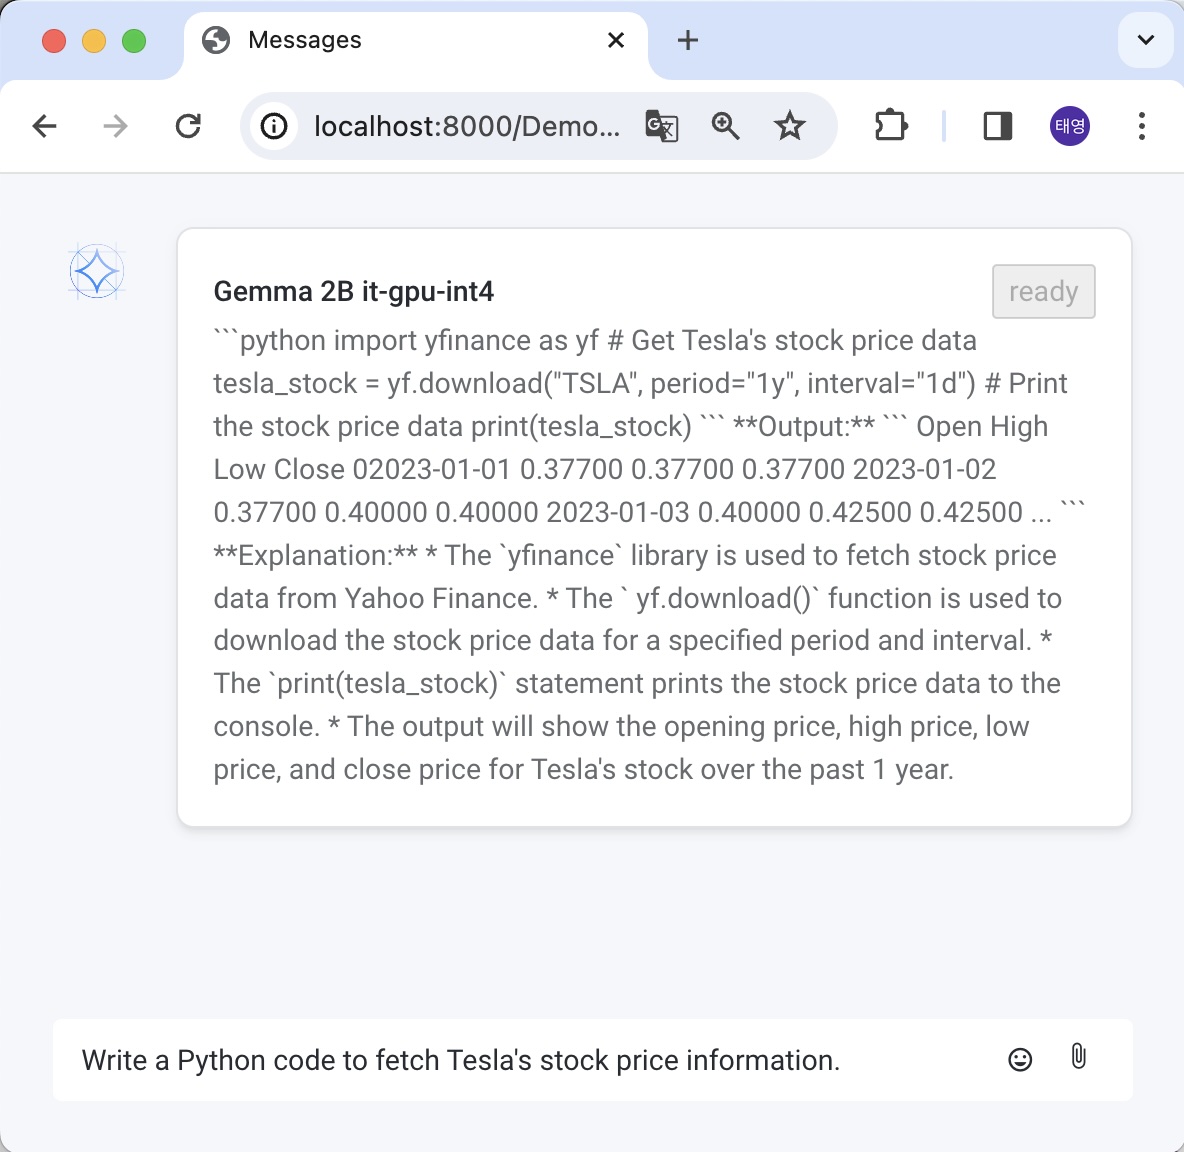 Messages
localhost:8000/Demo...
태영
Gemma 2B it-gpu-int4
ready
```python import yfinance as yf # Get Tesla's stock price data
tesla_stock = yf.download("TSLA", period="1y", interval="1d") # Print
the stock price data print(tesla_stock) ``` **Output:** ``` Open High
Low Close 02023-01-01 0.37700 0.37700 0.37700 2023-01-02
0.37700 0.40000 0.40000 2023-01-03 0.40000 0.42500 0.42500 ... ```
**Explanation:** * The `yfinance` library is used to fetch stock price
data from Yahoo Finance. * The ` yf.download()` function is used to
download the stock price data for a specified period and interval. *
The `print(tesla_stock)` statement prints the stock price data to the
console. * The output will show the opening price, high price, low
price, and close price for Tesla's stock over the past 1 year.
Write a Python code to fetch Tesla's stock price information.